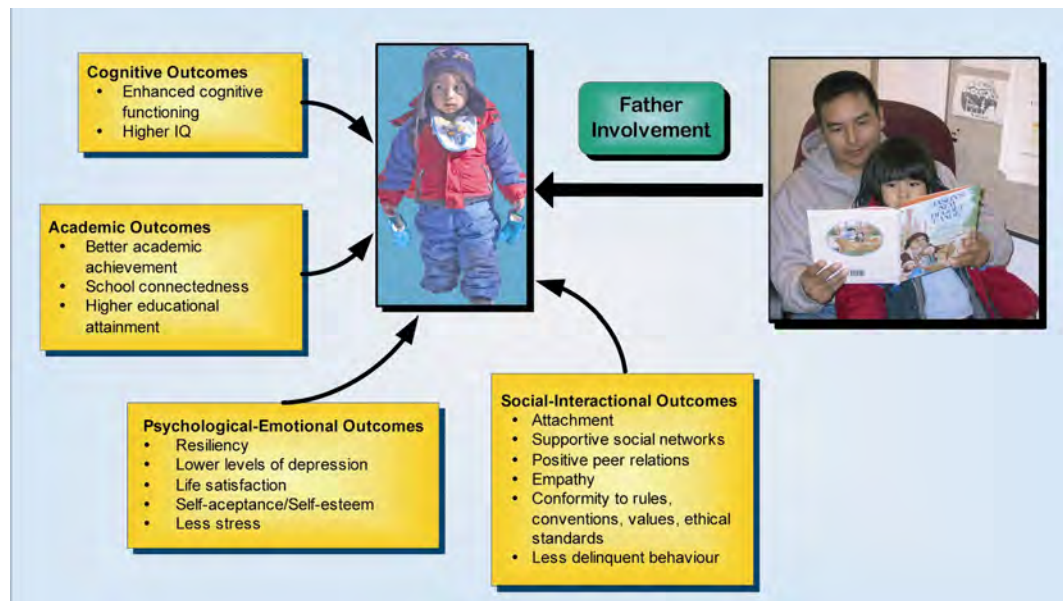 Cognitive Outcomes
• Enhanced cognitive
functioning
• Higher IQ
Father
Involvement
Academic Outcomes
• Better academic
achievement
• School connectedness
• Higher educational
attainment
Psychological-Emotional Outcomes
• Resiliency
• Lower levels of depression
• Life satisfaction
• Self-aceptance/Self-esteem
• Less stress
Social-Interactional Outcomes
• Attachment
• Supportive social networks
• Positive peer relations
• Empathy
• Conformity to rules,
conventions, values, ethical
standards
• Less delinquent behaviour